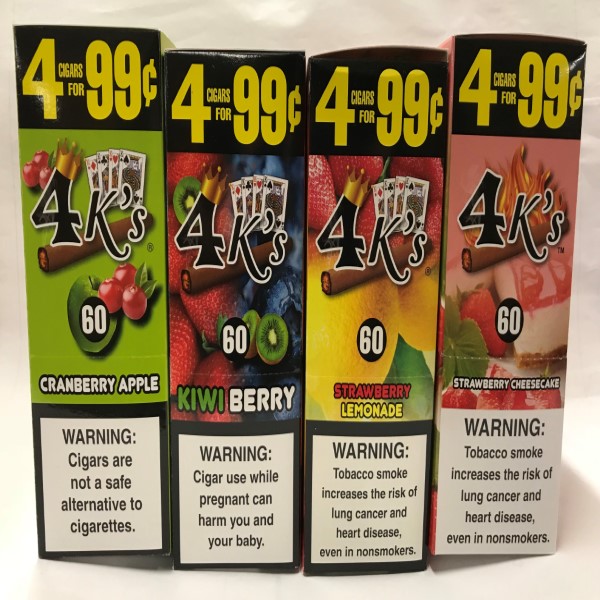 4 CIGARS FOR 99¢
4K's®
60
CRANBERRY APPLE
WARNING:
Cigars are
not a safe
alternative to
cigarettes.
4 CIGARS FOR 99¢
4K's
60
KIWI BERRY
WARNING:
Cigar use while
pregnant can
harm you and
your baby.
4 CIGARS FOR 99¢
4K's®
60
STRAWBERRY
LEMONADE
WARNING:
Tobacco smoke
increases the risk of
lung cancer and
heart disease,
even in nonsmokers.
4 CIGARS FOR 99¢
4K's™
60
STRAWBERRY CHEESECAKE
WARNING:
Tobacco smoke
increases the risk of
lung cancer and
heart disease,
even in nonsmokers.